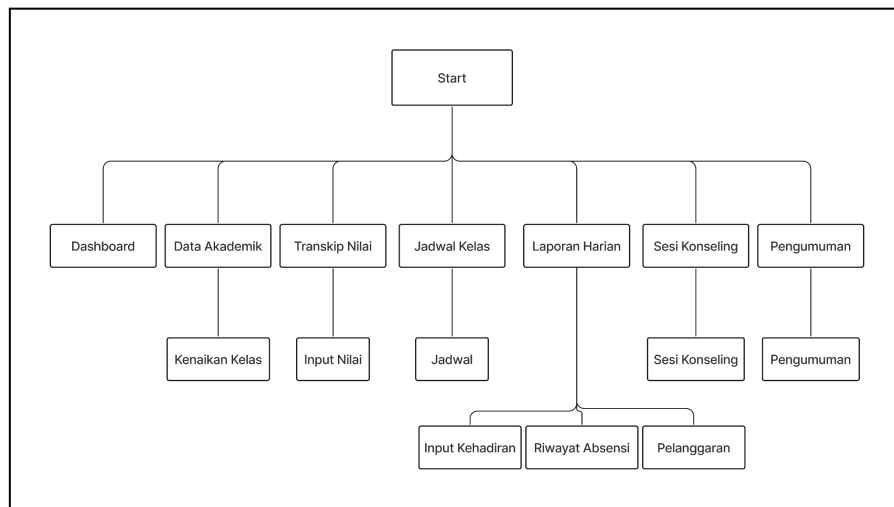 Start
Dashboard
Data Akademik
Transkip Nilai
Jadwal Kelas
Laporan Harian
Sesi Konseling
Pengumuman
Kenaikan Kelas
Input Nilai
Jadwal
Sesi Konseling
Pengumuman
Input Kehadiran
Riwayat Absensi
Pelanggaran